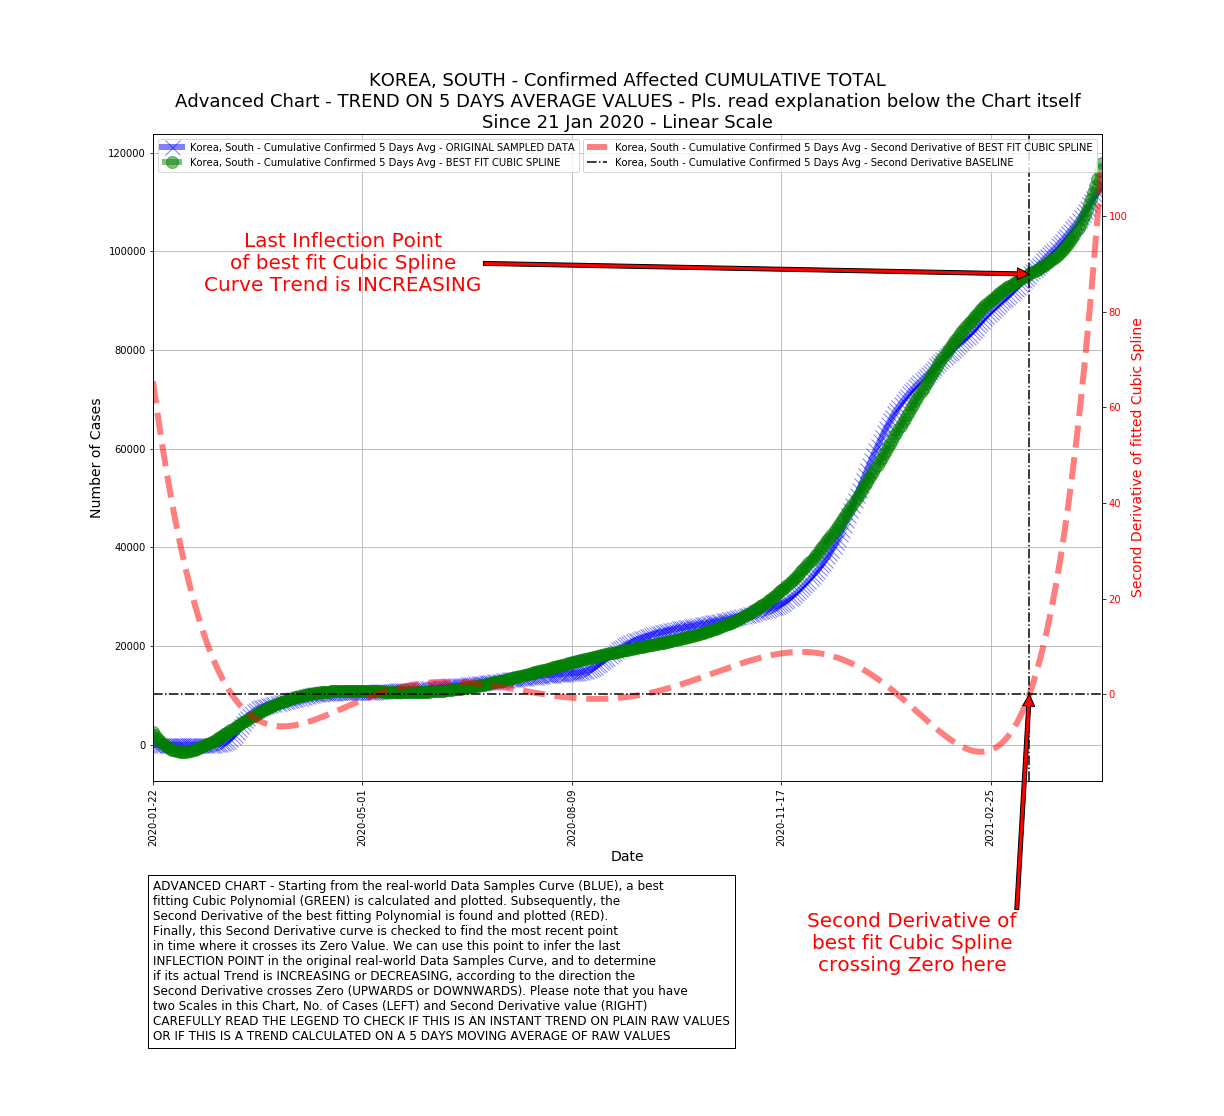 KOREA, SOUTH - Confirmed Affected CUMULATIVE TOTAL
Advanced Chart - TREND ON 5 DAYS AVERAGE VALUES - Pls. read explanation below the Chart itself
Since 21 Jan 2020 - Linear Scale
Korea, South - Cumulative Confirmed 5 Days Avg - ORIGINAL SAMPLED DATA
Korea, South - Cumulative Confirmed 5 Days Avg - BEST FIT CUBIC SPLINE
Korea, South - Cumulative Confirmed 5 Days Avg - Second Derivative of BEST FIT CUBIC SPLINE
Korea, South - Cumulative Confirmed 5 Days Avg - Second Derivative BASELINE
Last Inflection Point
of best fit Cubic Spline
Curve Trend is INCREASING
Number of Cases
120000
100000
80000
60000
40000
20000
0
Second Derivative of fitted Cubic Spline
100
80
60
40
20
0
2020-01-22
2020-05-01
2020-08-09
2020-11-17
2021-02-25
Date
ADVANCED CHART - Starting from the real-world Data Samples Curve (BLUE), a best
fitting Cubic Polynomial (GREEN) is calculated and plotted. Subsequently, the
Second Derivative of the best fitting Polynomial is found and plotted (RED).
Finally, this Second Derivative curve is checked to find the most recent point
in time where it crosses its Zero Value. We can use this point to infer the last
INFLECTION POINT in the original real-world Data Samples Curve, and to determine
if its actual Trend is INCREASING or DECREASING, according to the direction the
Second Derivative crosses Zero (UPWARDS or DOWNWARDS). Please note that you have
two Scales in this Chart, No. of Cases (LEFT) and Second Derivative value (RIGHT)
CAREFULLY READ THE LEGEND TO CHECK IF THIS IS AN INSTANT TREND ON PLAIN RAW VALUES
OR IF THIS IS A TREND CALCULATED ON A 5 DAYS MOVING AVERAGE OF RAW VALUES
Second Derivative of
best fit Cubic Spline
crossing Zero here